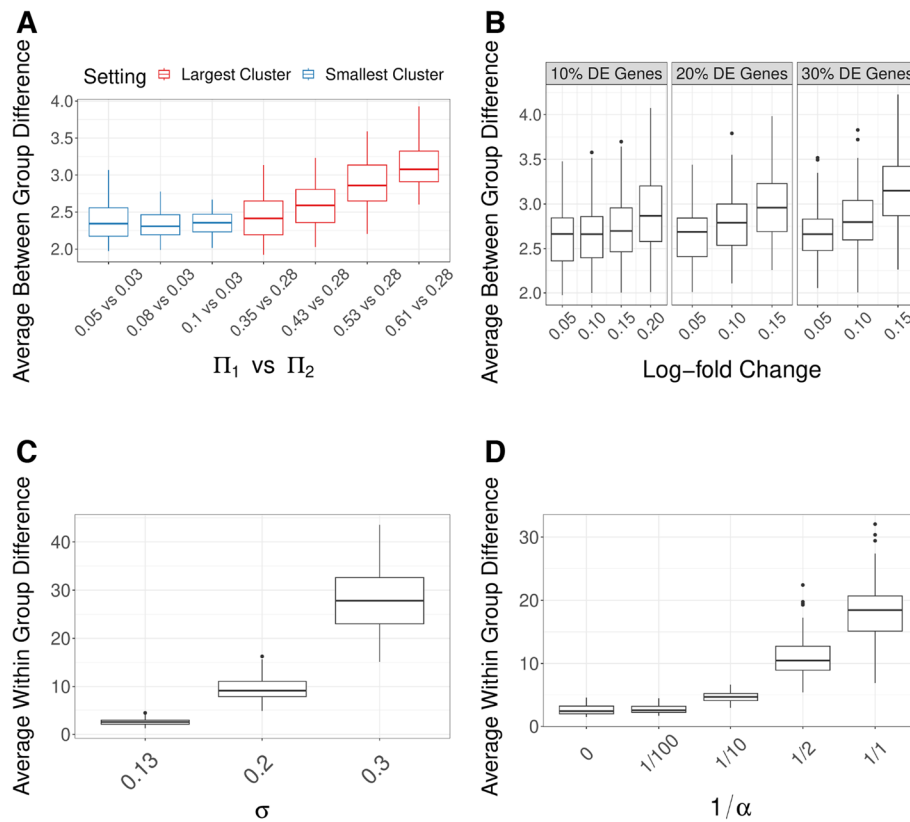 A
Average Between Group Difference
Setting Largest Cluster Smallest Cluster
4.0
3.5
3.0
2.5
2.0
0.05 vs 0.03
0.08 vs 0.03
0.1 vs 0.03
0.35 vs 0.28
0.43 vs 0.28
0.53 vs 0.28
0.61 vs 0.28
Π1 vs Π2
B
Average Between Group Difference
10% DE Genes 20% DE Genes 30% DE Genes
4.0
3.5
3.0
2.5
2.0
0.05 0.10 0.15 0.20 0.05 0.10 0.15 0.05 0.10 0.15
Log−fold Change
C
Average Within Group Difference
40
30
20
10
0
0.13 0.2 0.3
σ
D
Average Within Group Difference
30
20
10
0
0 1/100 1/10 1/2 1/1
1/α